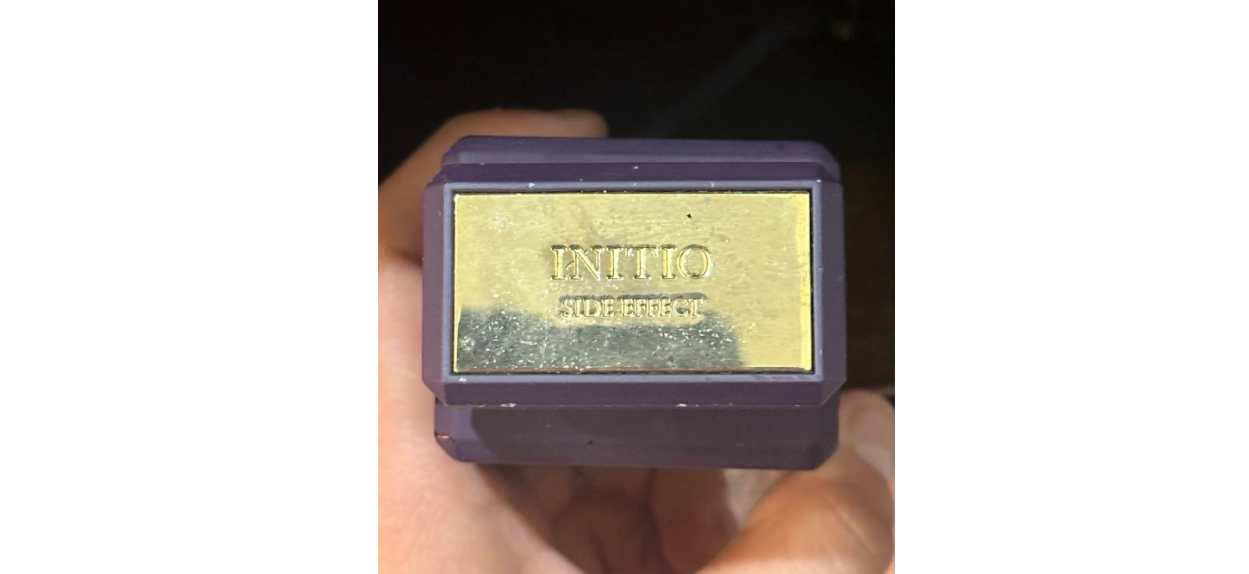 INITIO
SIDE EFFECT